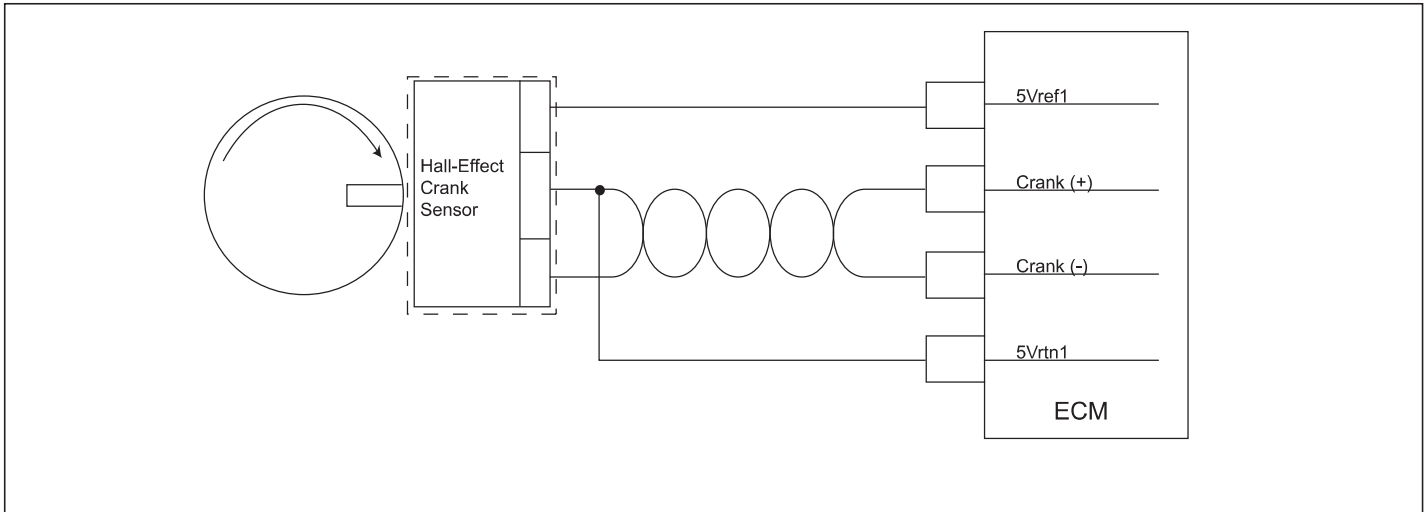 Hall-Effect
Crank
Sensor
5Vref1
Crank (+)
Crank (-)
5Vrtn1
ECM